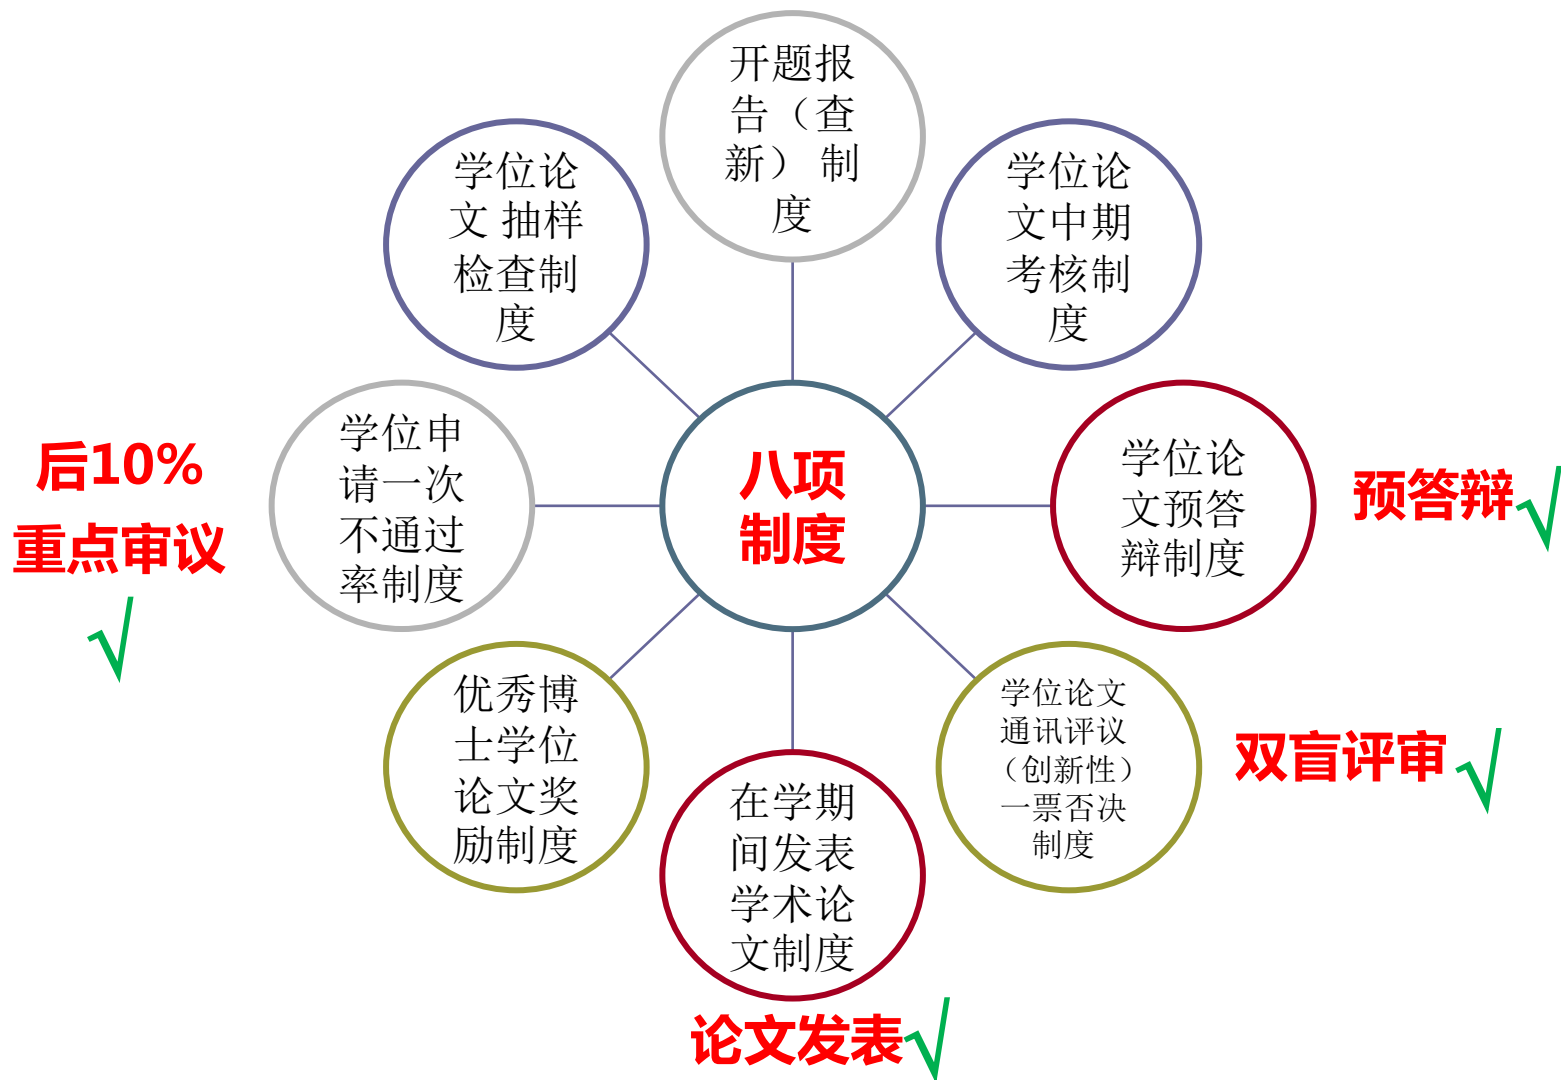 开题报
告（查
新） 制
度
学位论
文中期
考核制
度
学位论
文预答
辩制度
预答辩√
学位论文
通讯评议
（创新性）
一票否决
制度
双盲评审√
在学期
间发表
学术论
文制度
论文发表√
优秀博
士学位
论文奖
励制度
学位申
请一次
不通过
率制度
后10%
重点审议
√
学位论
文 抽样
检查制
度
八项
制度